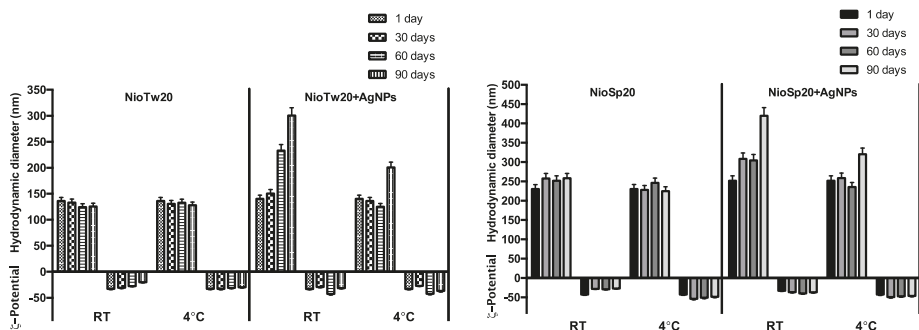 1 day
30 days
60 days
90 days
NioTw20
NioTw20+AgNPs
Hydrodynamic diameter (nm)
350
300
250
200
150
100
50
0
-50
ζ-Potential
RT
4°C
RT
4°C
1 day
30 days
60 days
90 days
NioSp20
NioSp20+AgNPs
Hydrodynamic diameter (nm)
500
450
400
350
300
250
200
150
100
50
0
-50
ζ-Potential
RT
4°C
RT
4°C